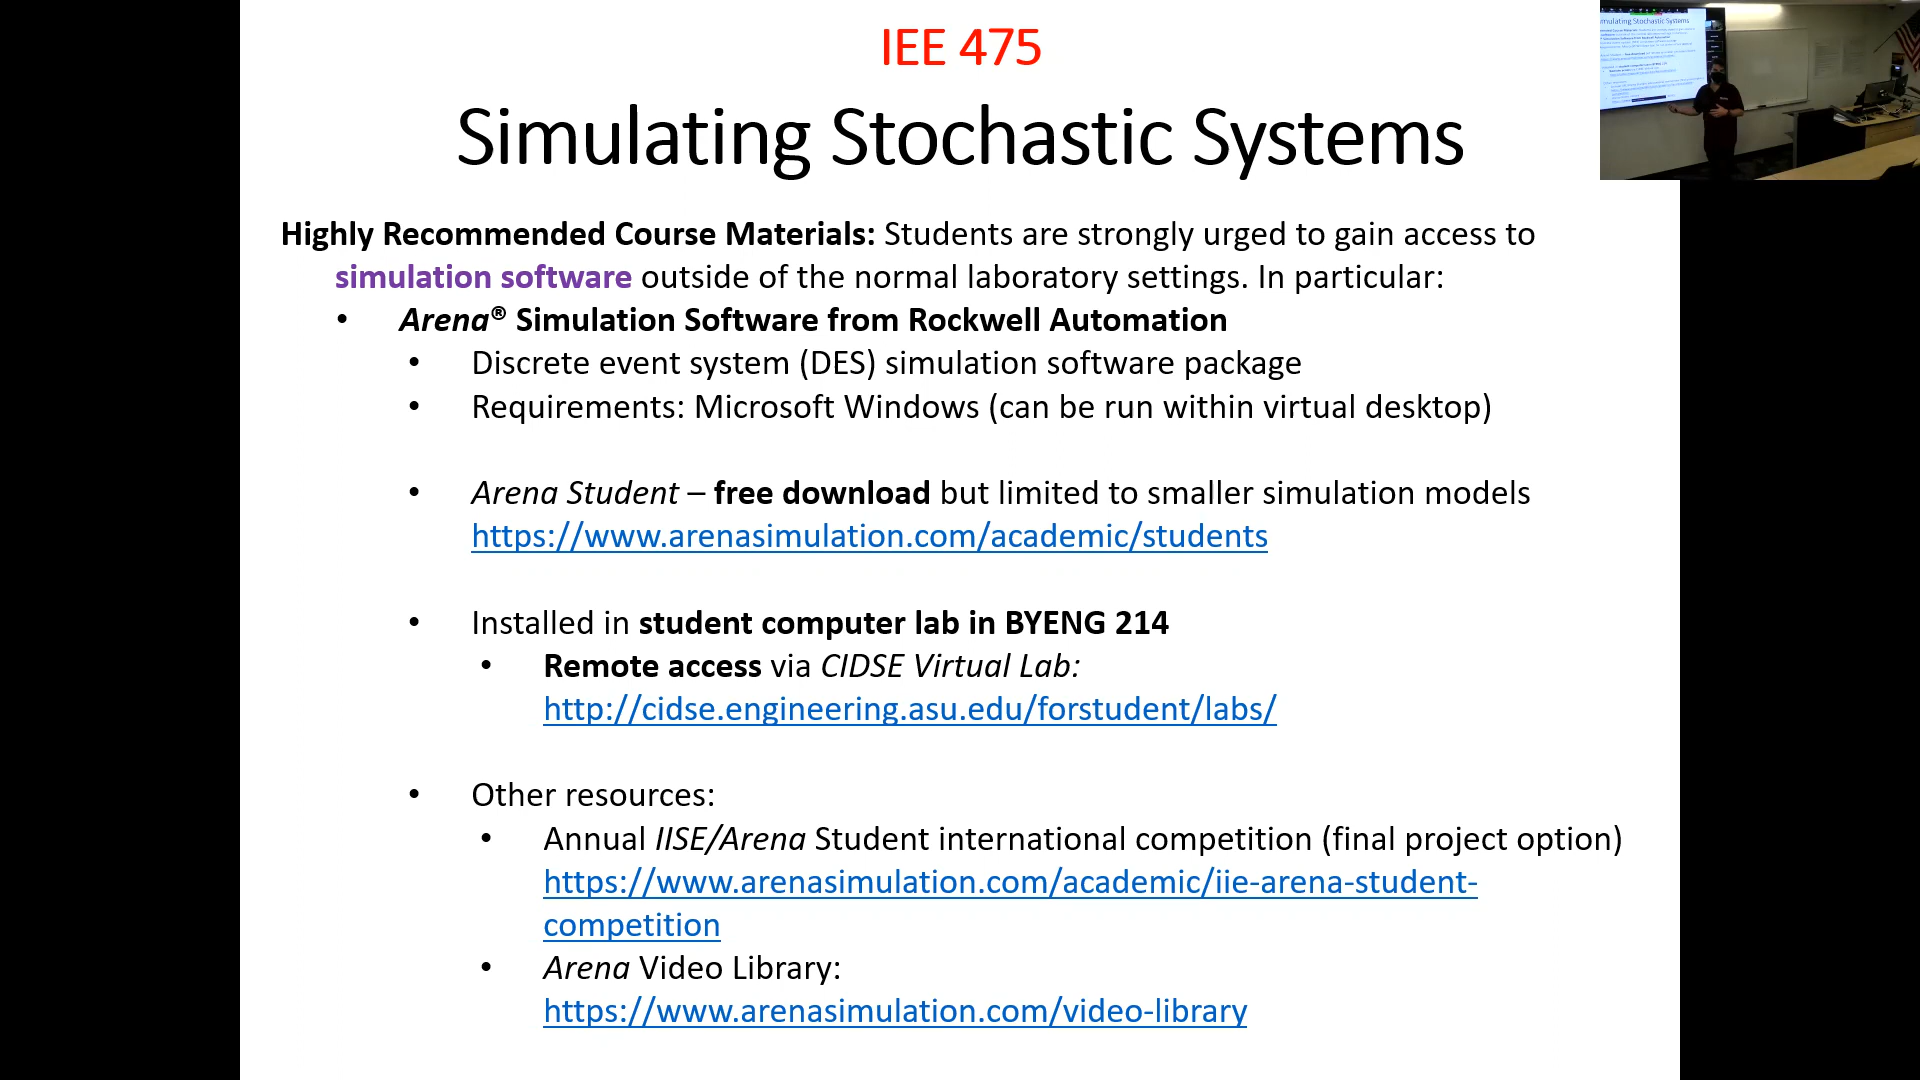 IEE 475
Simulating Stochastic Systems
Highly Recommended Course Materials: Students are strongly urged to gain access to
simulation software outside of the normal laboratory settings. In particular:
• Arena® Simulation Software from Rockwell Automation
• Discrete event system (DES) simulation software package
• Requirements: Microsoft Windows (can be run within virtual desktop)
• Arena Student – free download but limited to smaller simulation models
https://www.arenasimulation.com/academic/students
• Installed in student computer lab in BYENG 214
• Remote access via CIDSE Virtual Lab:
http://cidse.engineering.asu.edu/forstudent/labs/
• Other resources:
• Annual IISE/Arena Student international competition (final project option)
https://www.arenasimulation.com/academic/iie-arena-student-
competition
• Arena Video Library:
https://www.arenasimulation.com/video-library